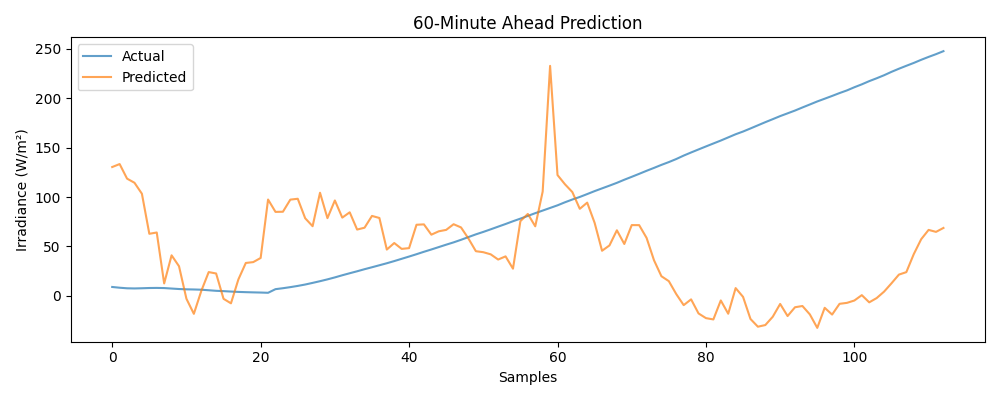 60-Minute Ahead Prediction
Actual
Predicted
Irradiance (W/m²)
250
200
150
100
50
0
0 20 40 60 80 100
Samples